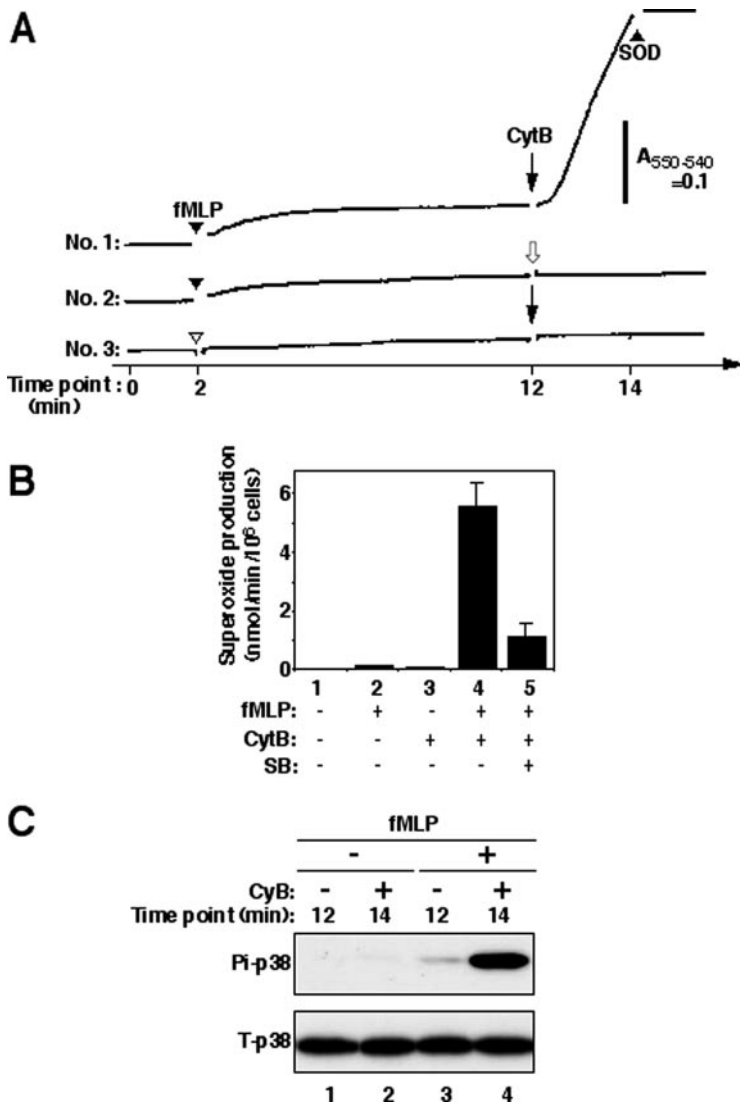 A
SOD
CytB
A550-540
=0.1
fMLP
No. 1:
No. 2:
No. 3:
Time point : 0 2 12 14
(min)
B
Superoxide production
(nmol/min /10⁶ cells)
6
4
2
0
1 2 3 4 5
fMLP: - + - + +
CytB: - - + + +
SB: - - - - +
C
fMLP
- +
CyB: - + - +
Time point (min): 12 14 12 14
Pi-p38
T-p38
1 2 3 4